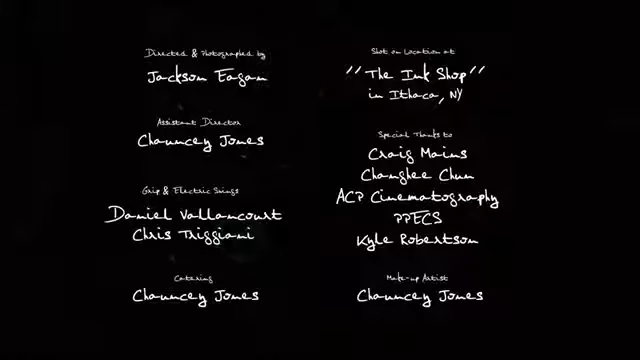 Directed & Photographed by
Jackson Eagan
Assistant Director
Chauncey Jones
Grip & Electric Swings
Daniel Vallancourt
Chris Triggiani
Catering
Chauncey Jones
Shot on Location at
"The Ink Shop"
in Ithaca, NY
Special Thanks to
Craig Mains
Changhee Chun
ACP Cinematography
PPECS
Kyle Robertson
Make-up Artist
Chauncey Jones